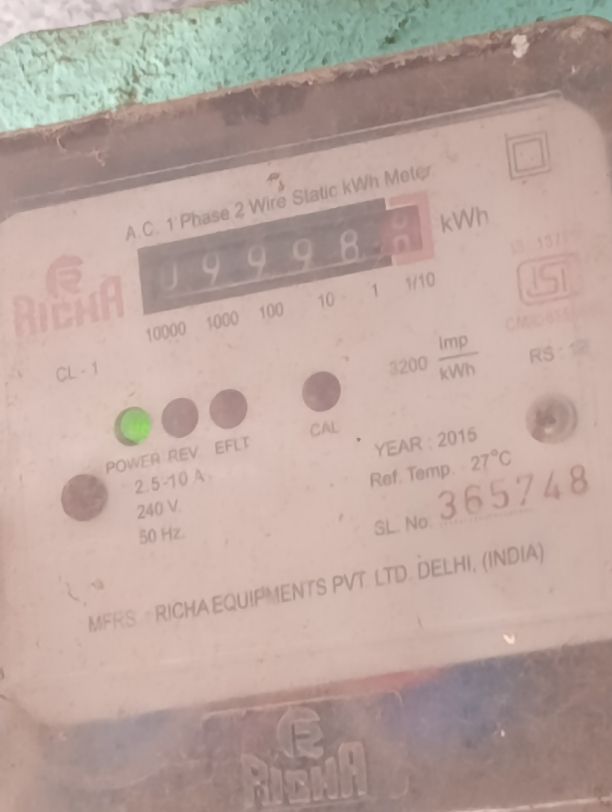 A.C. 1 Phase 2 Wire Static kWh Meter
09998 kWh
10000 1000 100 10 1 1/10
RICHA
ISI
CL - 1
3200 imp/kWh
RS - 12
POWER REV EFLT CAL
2.5-10 A
240 V.
50 Hz.
YEAR : 2015
Ref. Temp. 27°C
SL. No. 365748
MFRS. RICHA EQUIPMENTS PVT. LTD. DELHI, (INDIA)
RICHA